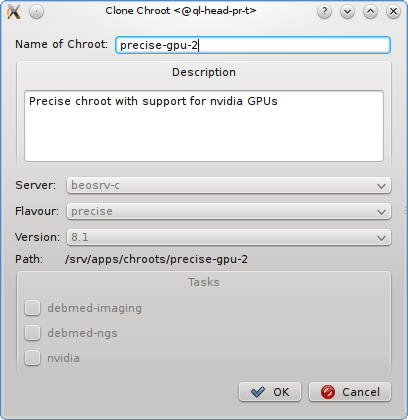 Clone Chroot <@ql-head-pr-t>
Name of Chroot: precise-gpu-2
Description
Precise chroot with support for nvidia GPUs
Server: beosrv-c
Flavour: precise
Version: 8.1
Path: /srv/apps/chroots/precise-gpu-2
Tasks
debmed-imaging
debmed-ngs
nvidia
OK Cancel